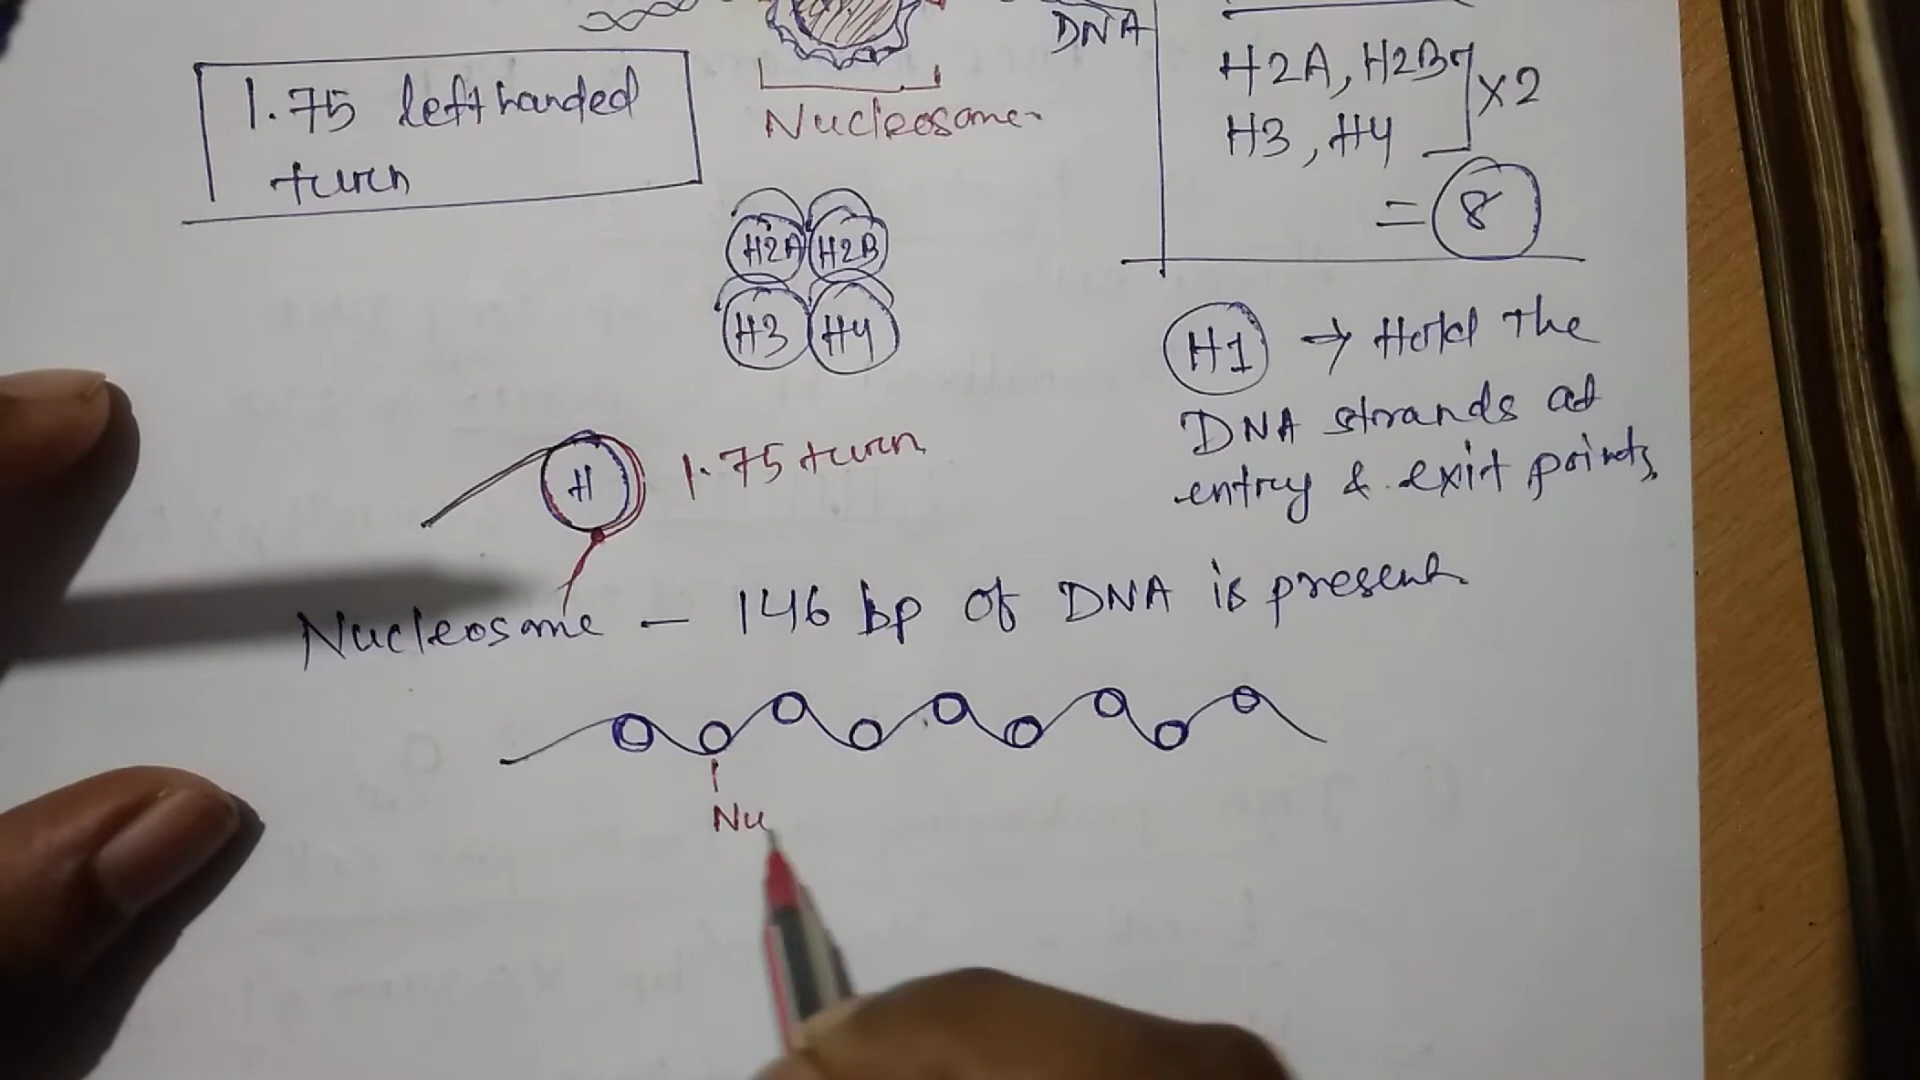 DNA
1.75 left handed
turn
Nucleosome
H2A, H2B
H3, H4
x2
= 8
H2A H2B
H3 H4
H1 → Hold the
DNA strands at
entry & exit points
H
1.75 turn
Nucleosome - 146 bp of DNA is present
Nu